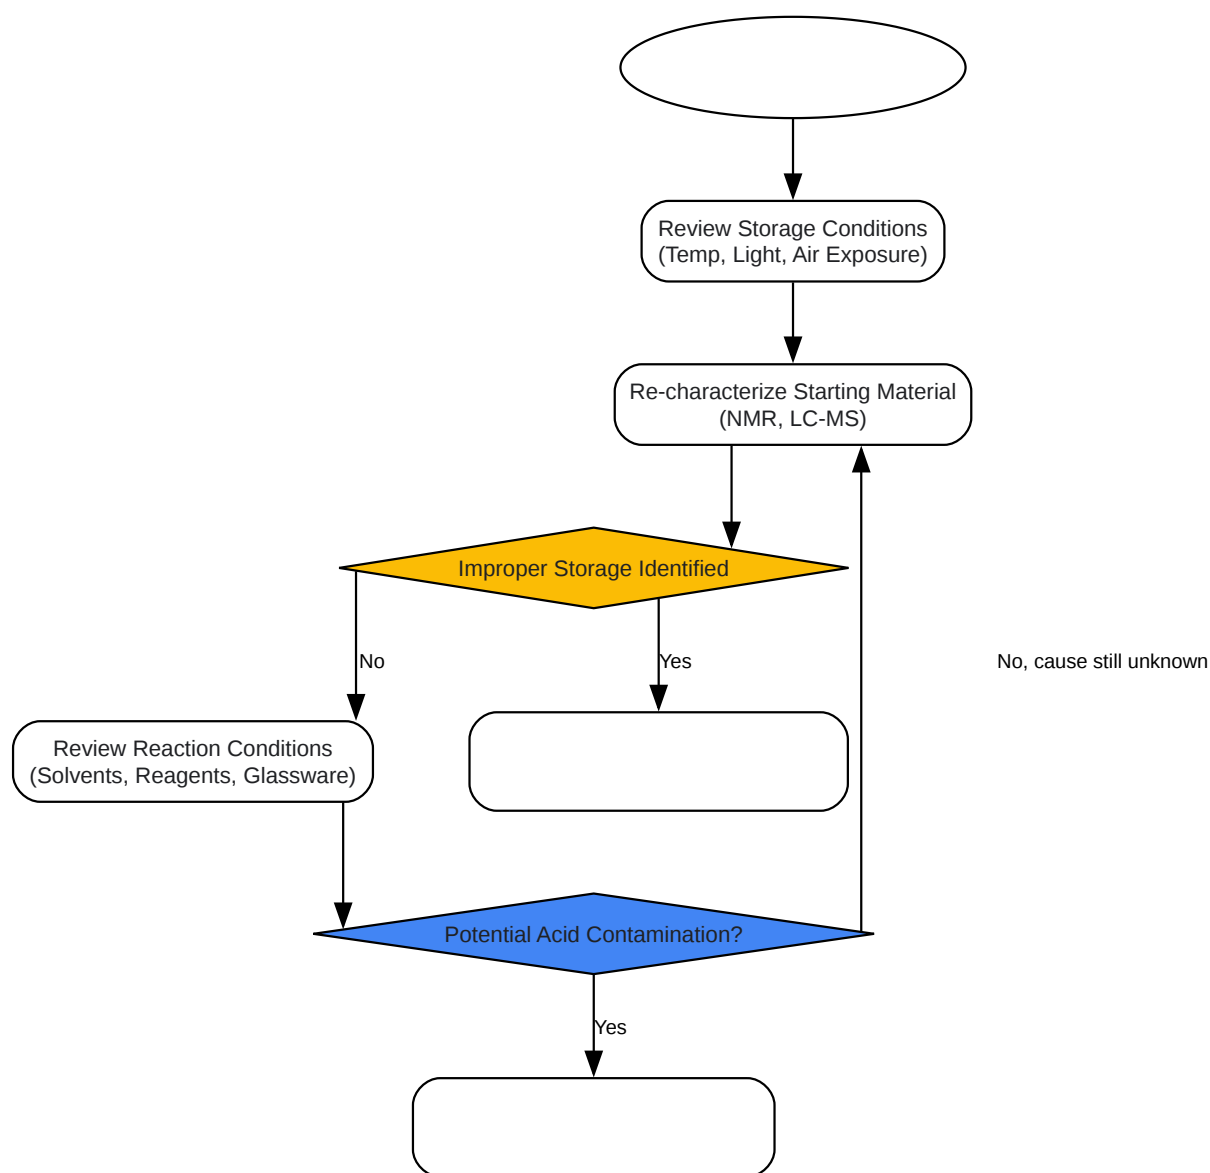 Review Storage Conditions
(Temp, Light, Air Exposure)
Re-characterize Starting Material
(NMR, LC-MS)
Improper Storage Identified
No
Yes
No, cause still unknown
Review Reaction Conditions
(Solvents, Reagents, Glassware)
Potential Acid Contamination?
Yes